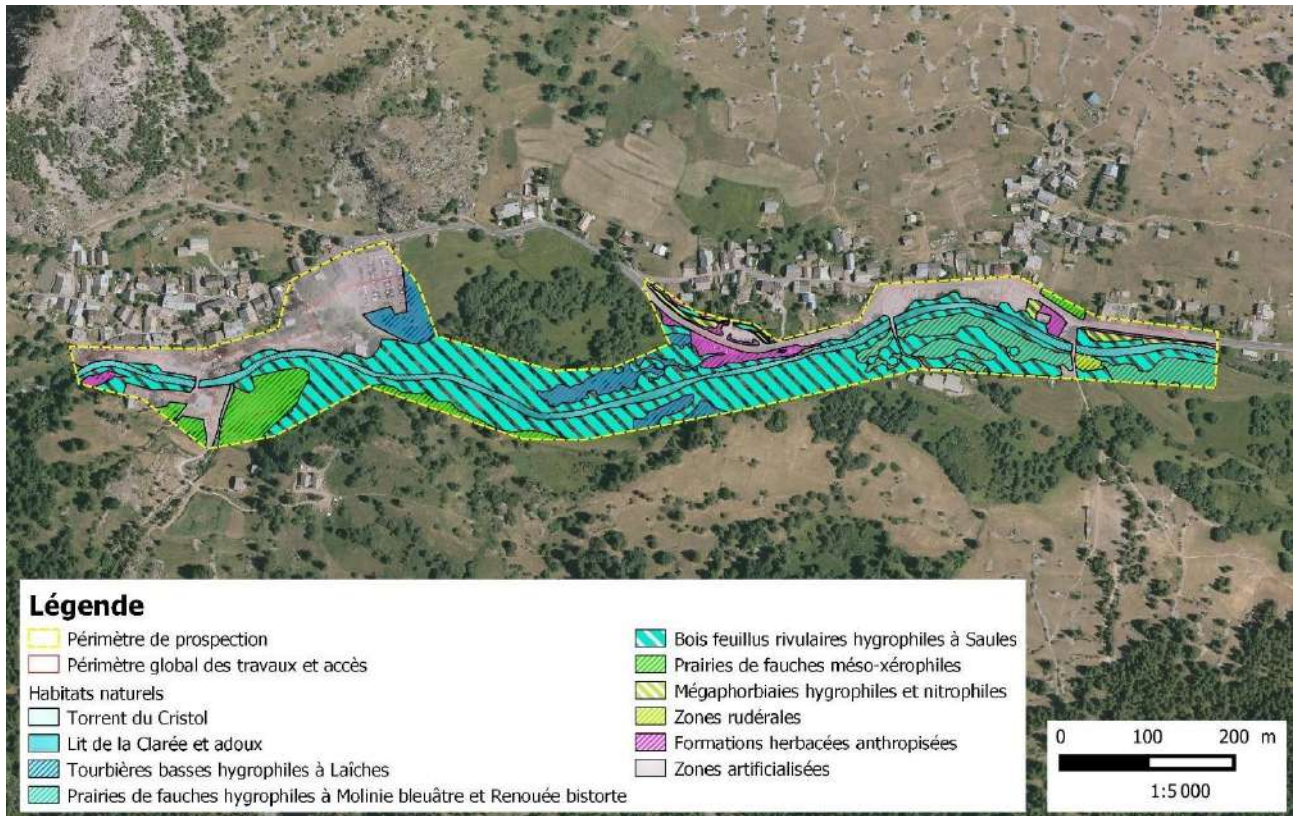 Légende
Périmètre de prospection
Périmètre global des travaux et accès
Habitats naturels
Torrent du Cristol
Lit de la Clarée et adoux
Tourbières basses hygrophiles à Laîches
Prairies de fauches hygrophiles à Molinie bleuâtre et Renouée bistorte
Bois feuillus rivulaires hygrophiles à Saules
Prairies de fauches méso-xérophiles
Mégaphorbiaies hygrophiles et nitrophiles
Zones rudérales
Formations herbacées anthropisées
Zones artificialisées
0 100 200 m
1:5 000